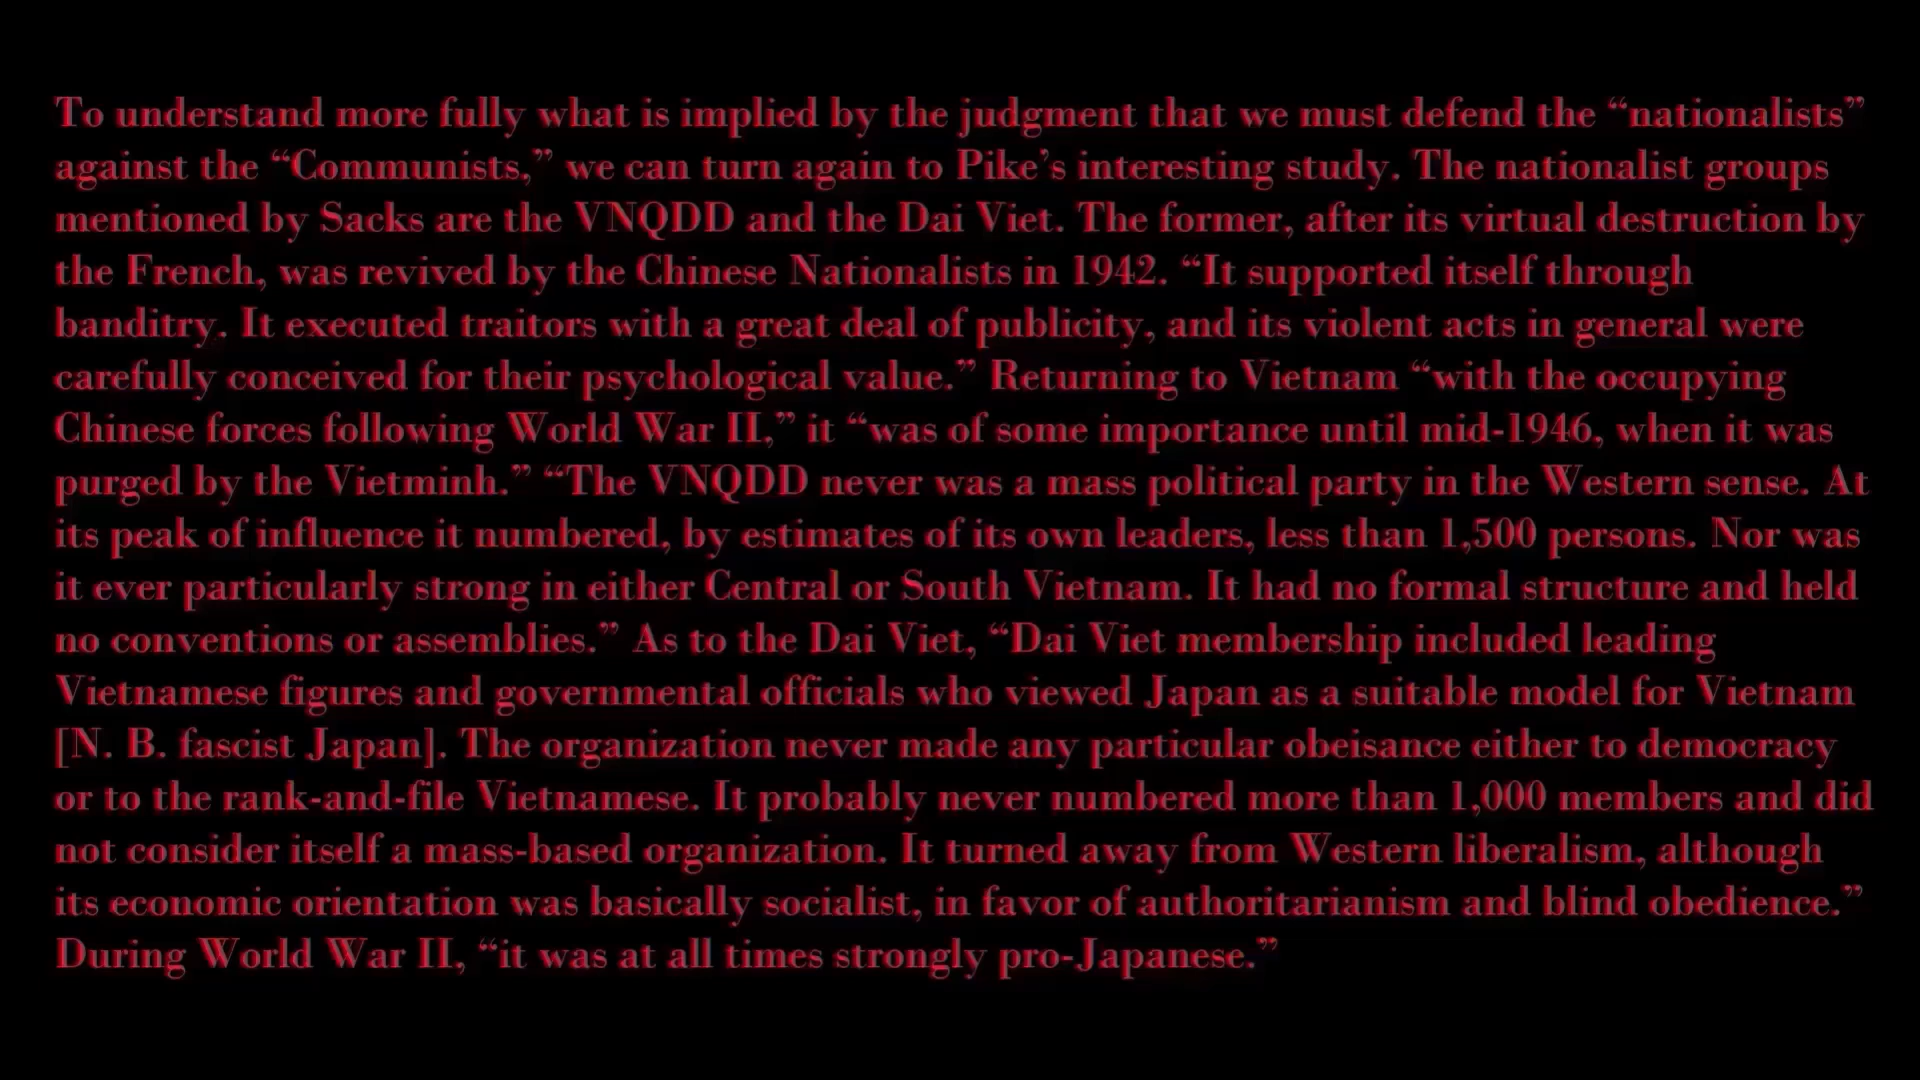 To understand more fully what is implied by the judgment that we must defend the “nationalists”
against the “Communists,” we can turn again to Pike’s interesting study. The nationalist groups
mentioned by Sacks are the VNQDD and the Dai Viet. The former, after its virtual destruction by
the French, was revived by the Chinese Nationalists in 1942. “It supported itself through
banditry. It executed traitors with a great deal of publicity, and its violent acts in general were
carefully conceived for their psychological value.” Returning to Vietnam “with the occupying
Chinese forces following World War II,” it “was of some importance until mid-1946, when it was
purged by the Vietminh.” “The VNQDD never was a mass political party in the Western sense. At
its peak of influence it numbered, by estimates of its own leaders, less than 1,500 persons. Nor was
it ever particularly strong in either Central or South Vietnam. It had no formal structure and held
no conventions or assemblies.” As to the Dai Viet, “Dai Viet membership included leading
Vietnamese figures and governmental officials who viewed Japan as a suitable model for Vietnam
[N. B. fascist Japan]. The organization never made any particular obeisance either to democracy
or to the rank-and-file Vietnamese. It probably never numbered more than 1,000 members and did
not consider itself a mass-based organization. It turned away from Western liberalism, although
its economic orientation was basically socialist, in favor of authoritarianism and blind obedience.”
During World War II, “it was at all times strongly pro-Japanese.”